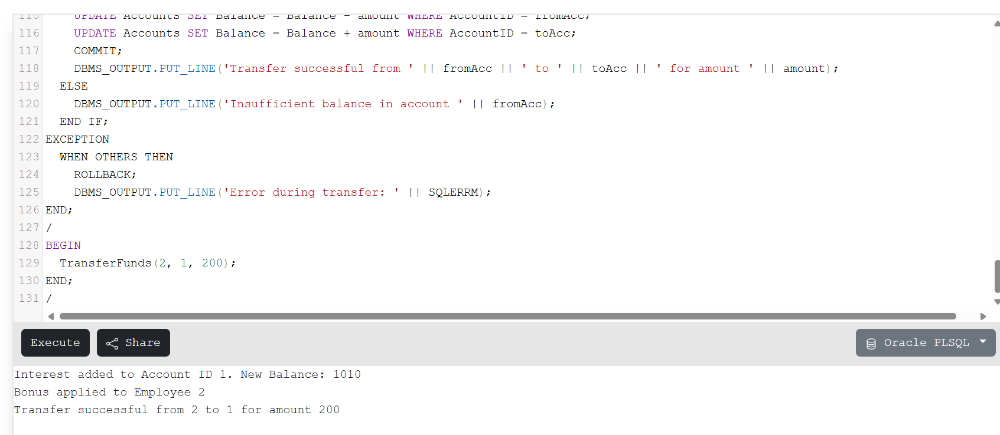 115     UPDATE Accounts SET Balance = Balance - amount WHERE AccountID = fromAcc;
116     UPDATE Accounts SET Balance = Balance + amount WHERE AccountID = toAcc;
117     COMMIT;
118     DBMS_OUTPUT.PUT_LINE('Transfer successful from ' || fromAcc || ' to ' || toAcc || ' for amount ' || amount);
119   ELSE
120     DBMS_OUTPUT.PUT_LINE('Insufficient balance in account ' || fromAcc);
121   END IF;
122 EXCEPTION
123   WHEN OTHERS THEN
124     ROLLBACK;
125     DBMS_OUTPUT.PUT_LINE('Error during transfer: ' || SQLERRM);
126 END;
127 /
128 BEGIN
129   TransferFunds(2, 1, 200);
130 END;
131 /
Execute Share Oracle PLSQL
Interest added to Account ID 1. New Balance: 1010
Bonus applied to Employee 2
Transfer successful from 2 to 1 for amount 200